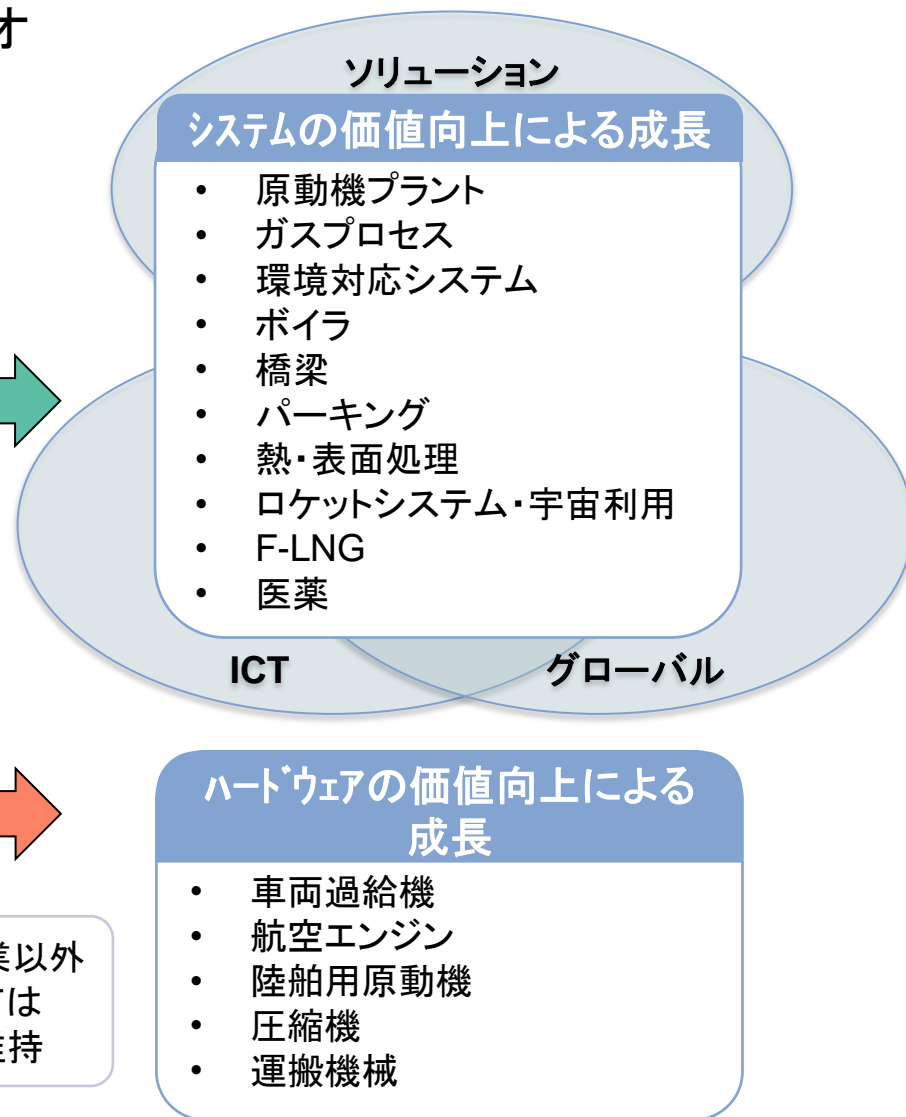 オ
ソリューション
システムの価値向上による成長
• 原動機プラント
• ガスプロセス
• 環境対応システム
• ボイラ
• 橋梁
• パーキング
• 熱・表面処理
• ロケットシステム・宇宙利用
• F-LNG
• 医薬
ICT
グローバル
ハードウェアの価値向上による
成長
• 車両過給機
• 航空エンジン
• 陸舶用原動機
• 圧縮機
• 運搬機械
業以外
ては
維持